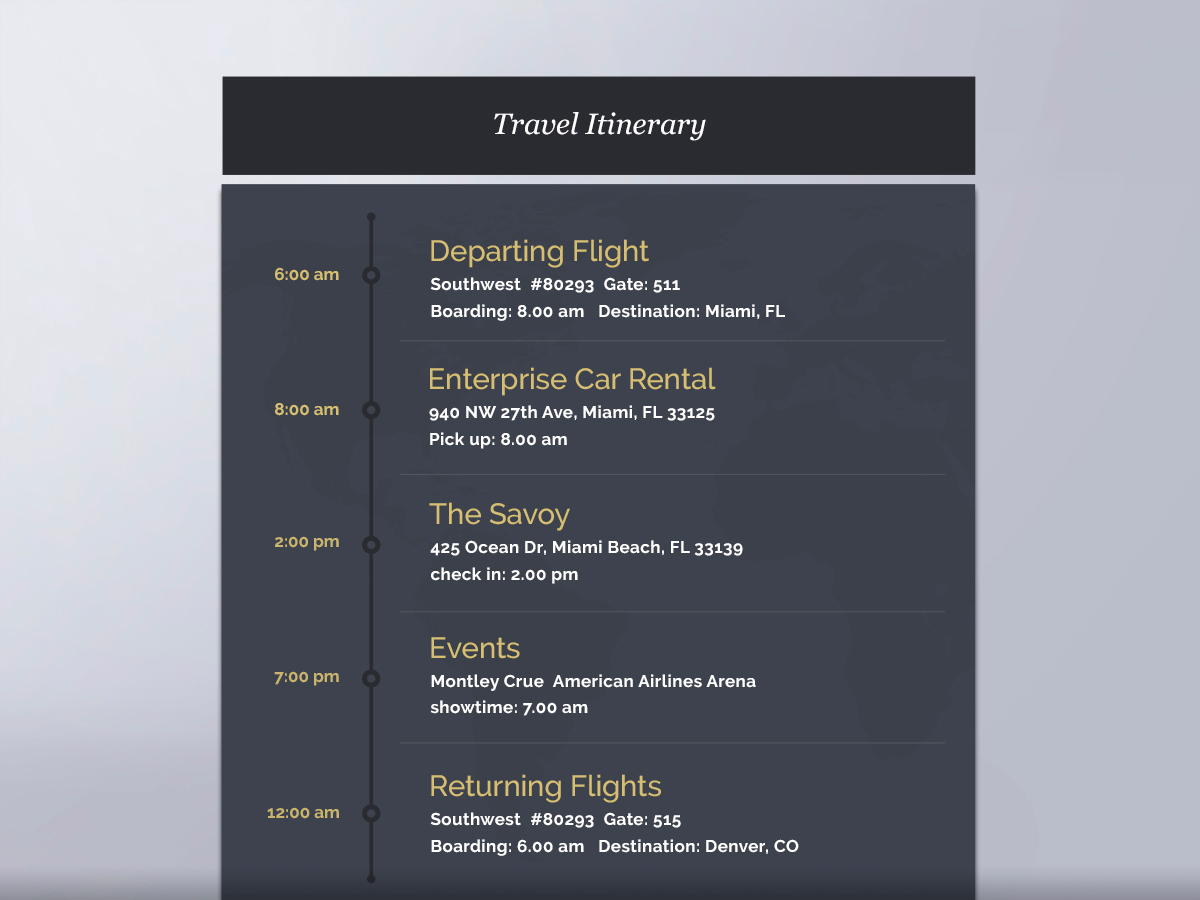 Travel Itinerary
6:00 am
Departing Flight
Southwest #80293 Gate: 511
Boarding: 8.00 am Destination: Miami, FL
8:00 am
Enterprise Car Rental
940 NW 27th Ave, Miami, FL 33125
Pick up: 8.00 am
2:00 pm
The Savoy
425 Ocean Dr, Miami Beach, FL 33139
check in: 2.00 pm
7:00 pm
Events
Montley Crue American Airlines Arena
showtime: 7.00 am
12:00 am
Returning Flights
Southwest #80293 Gate: 515
Boarding: 6.00 am Destination: Denver, CO